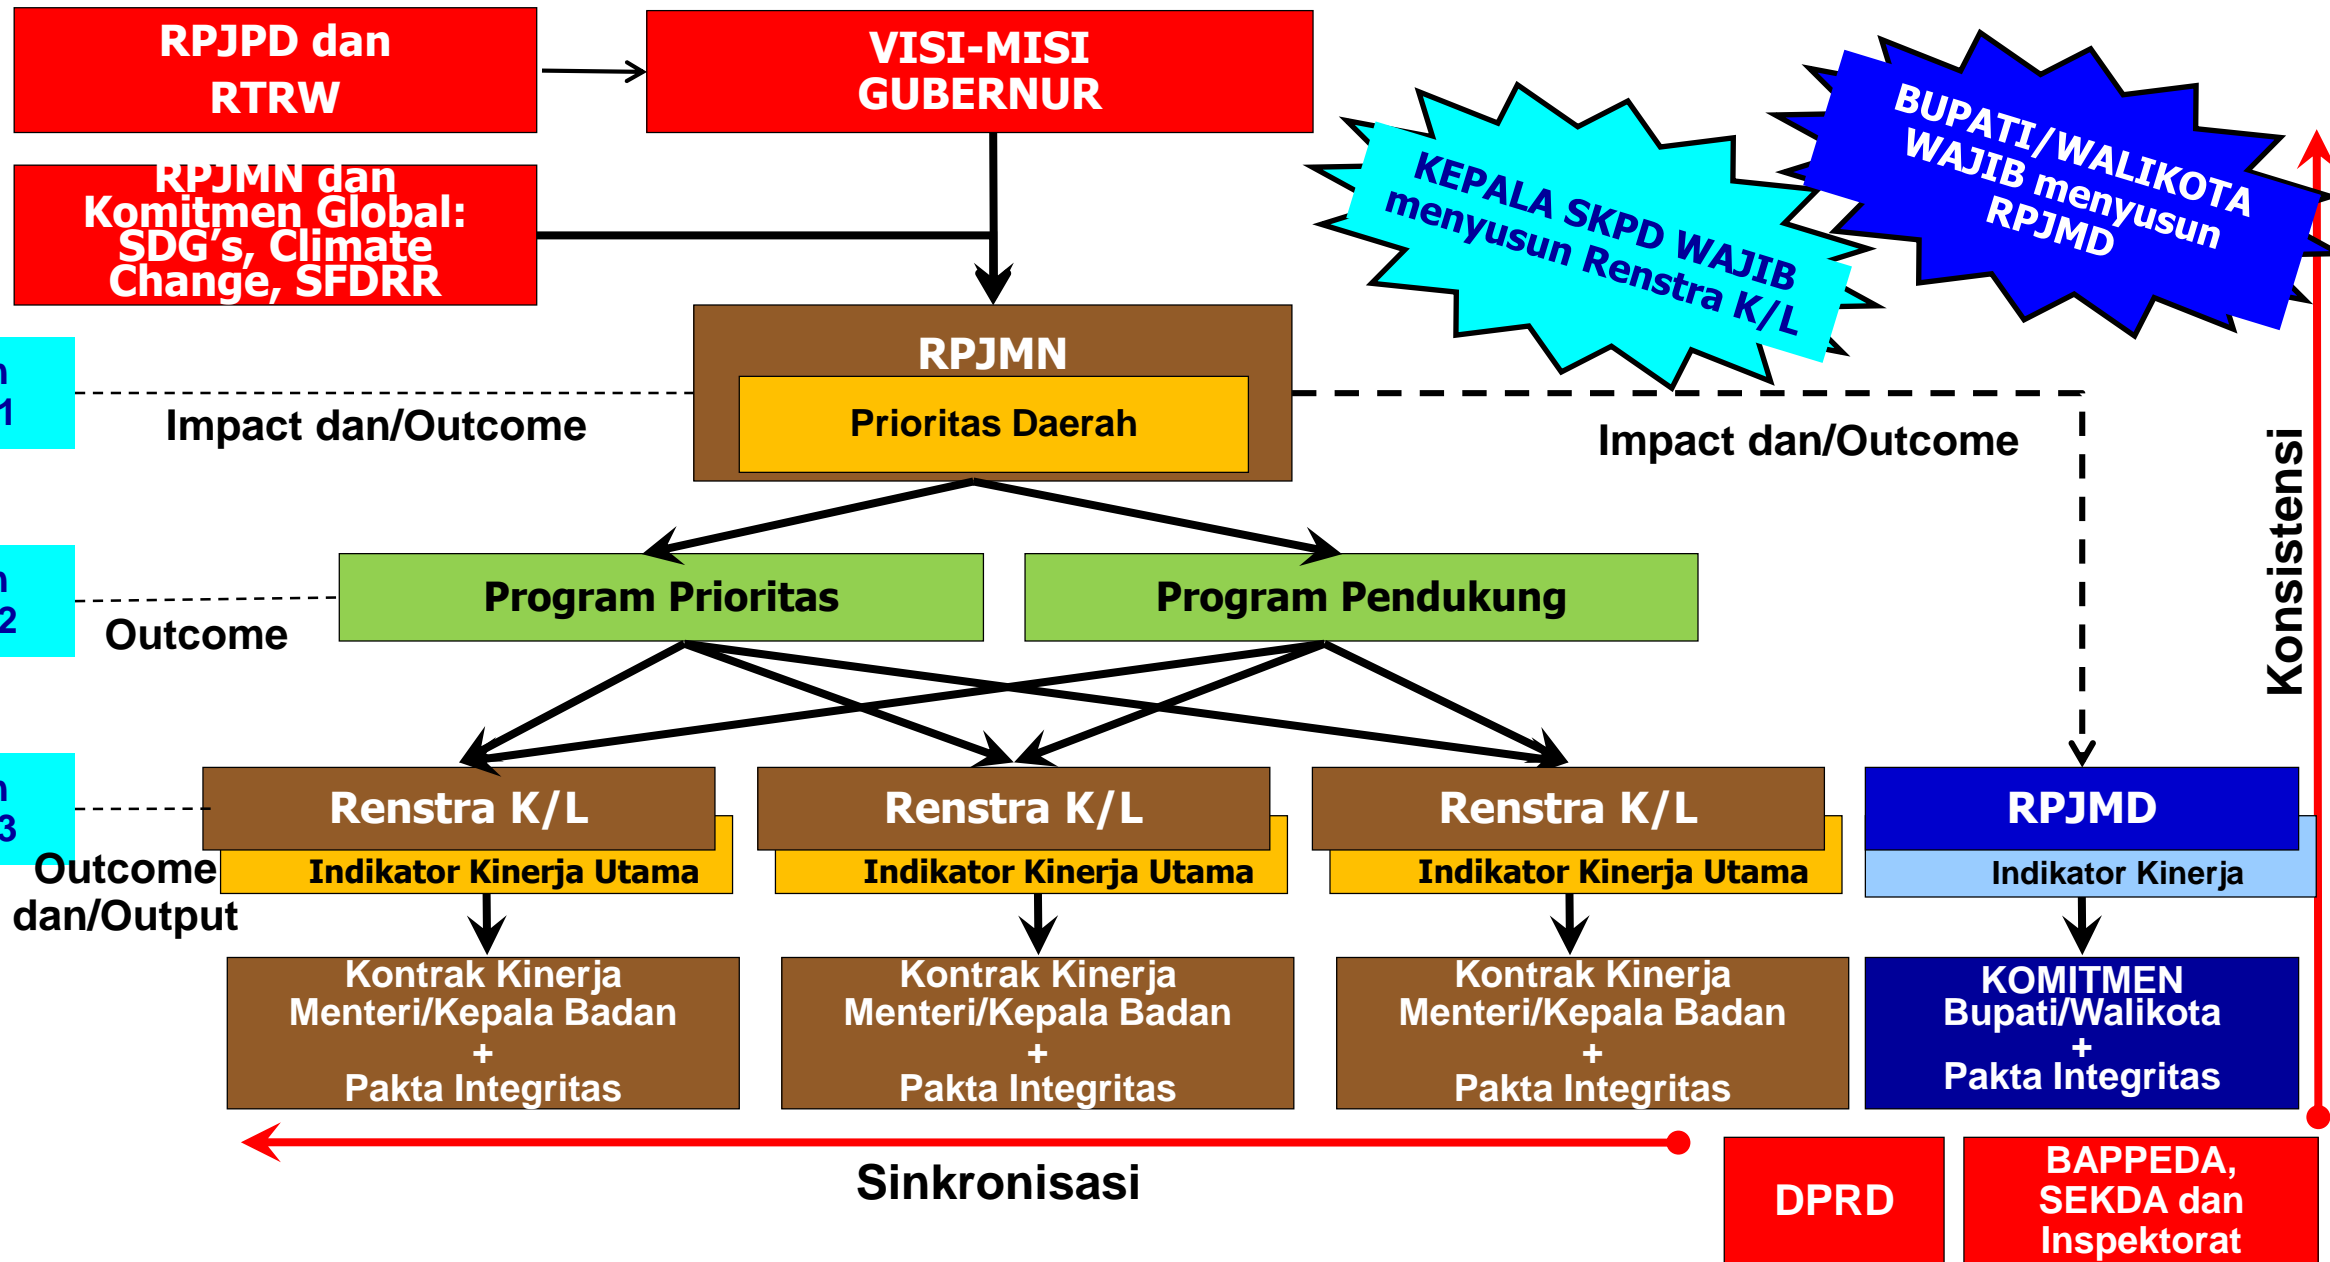 RPJPD dan
RTRW
VISI-MISI
GUBERNUR
RPJMN dan
Komitmen Global:
SDG's, Climate
Change, SFDRR
KEPALA SKPD WAJIB
menyusun Renstra K/L
BUPATI/WALIKOTA
WAJIB menyusun
RPJMD
RPJMN
Prioritas Daerah
1
Impact dan/Outcome
Impact dan/Outcome
Konsistensi
Program Prioritas
Program Pendukung
2
Outcome
3
Outcome
dan/Output
Renstra K/L
Indikator Kinerja Utama
Renstra K/L
Indikator Kinerja Utama
Renstra K/L
Indikator Kinerja Utama
RPJMD
Indikator Kinerja
Kontrak Kinerja
Menteri/Kepala Badan
+
Pakta Integritas
Kontrak Kinerja
Menteri/Kepala Badan
+
Pakta Integritas
Kontrak Kinerja
Menteri/Kepala Badan
+
Pakta Integritas
KOMITMEN
Bupati/Walikota
+
Pakta Integritas
Sinkronisasi
DPRD
BAPPEDA,
SEKDA dan
Inspektorat